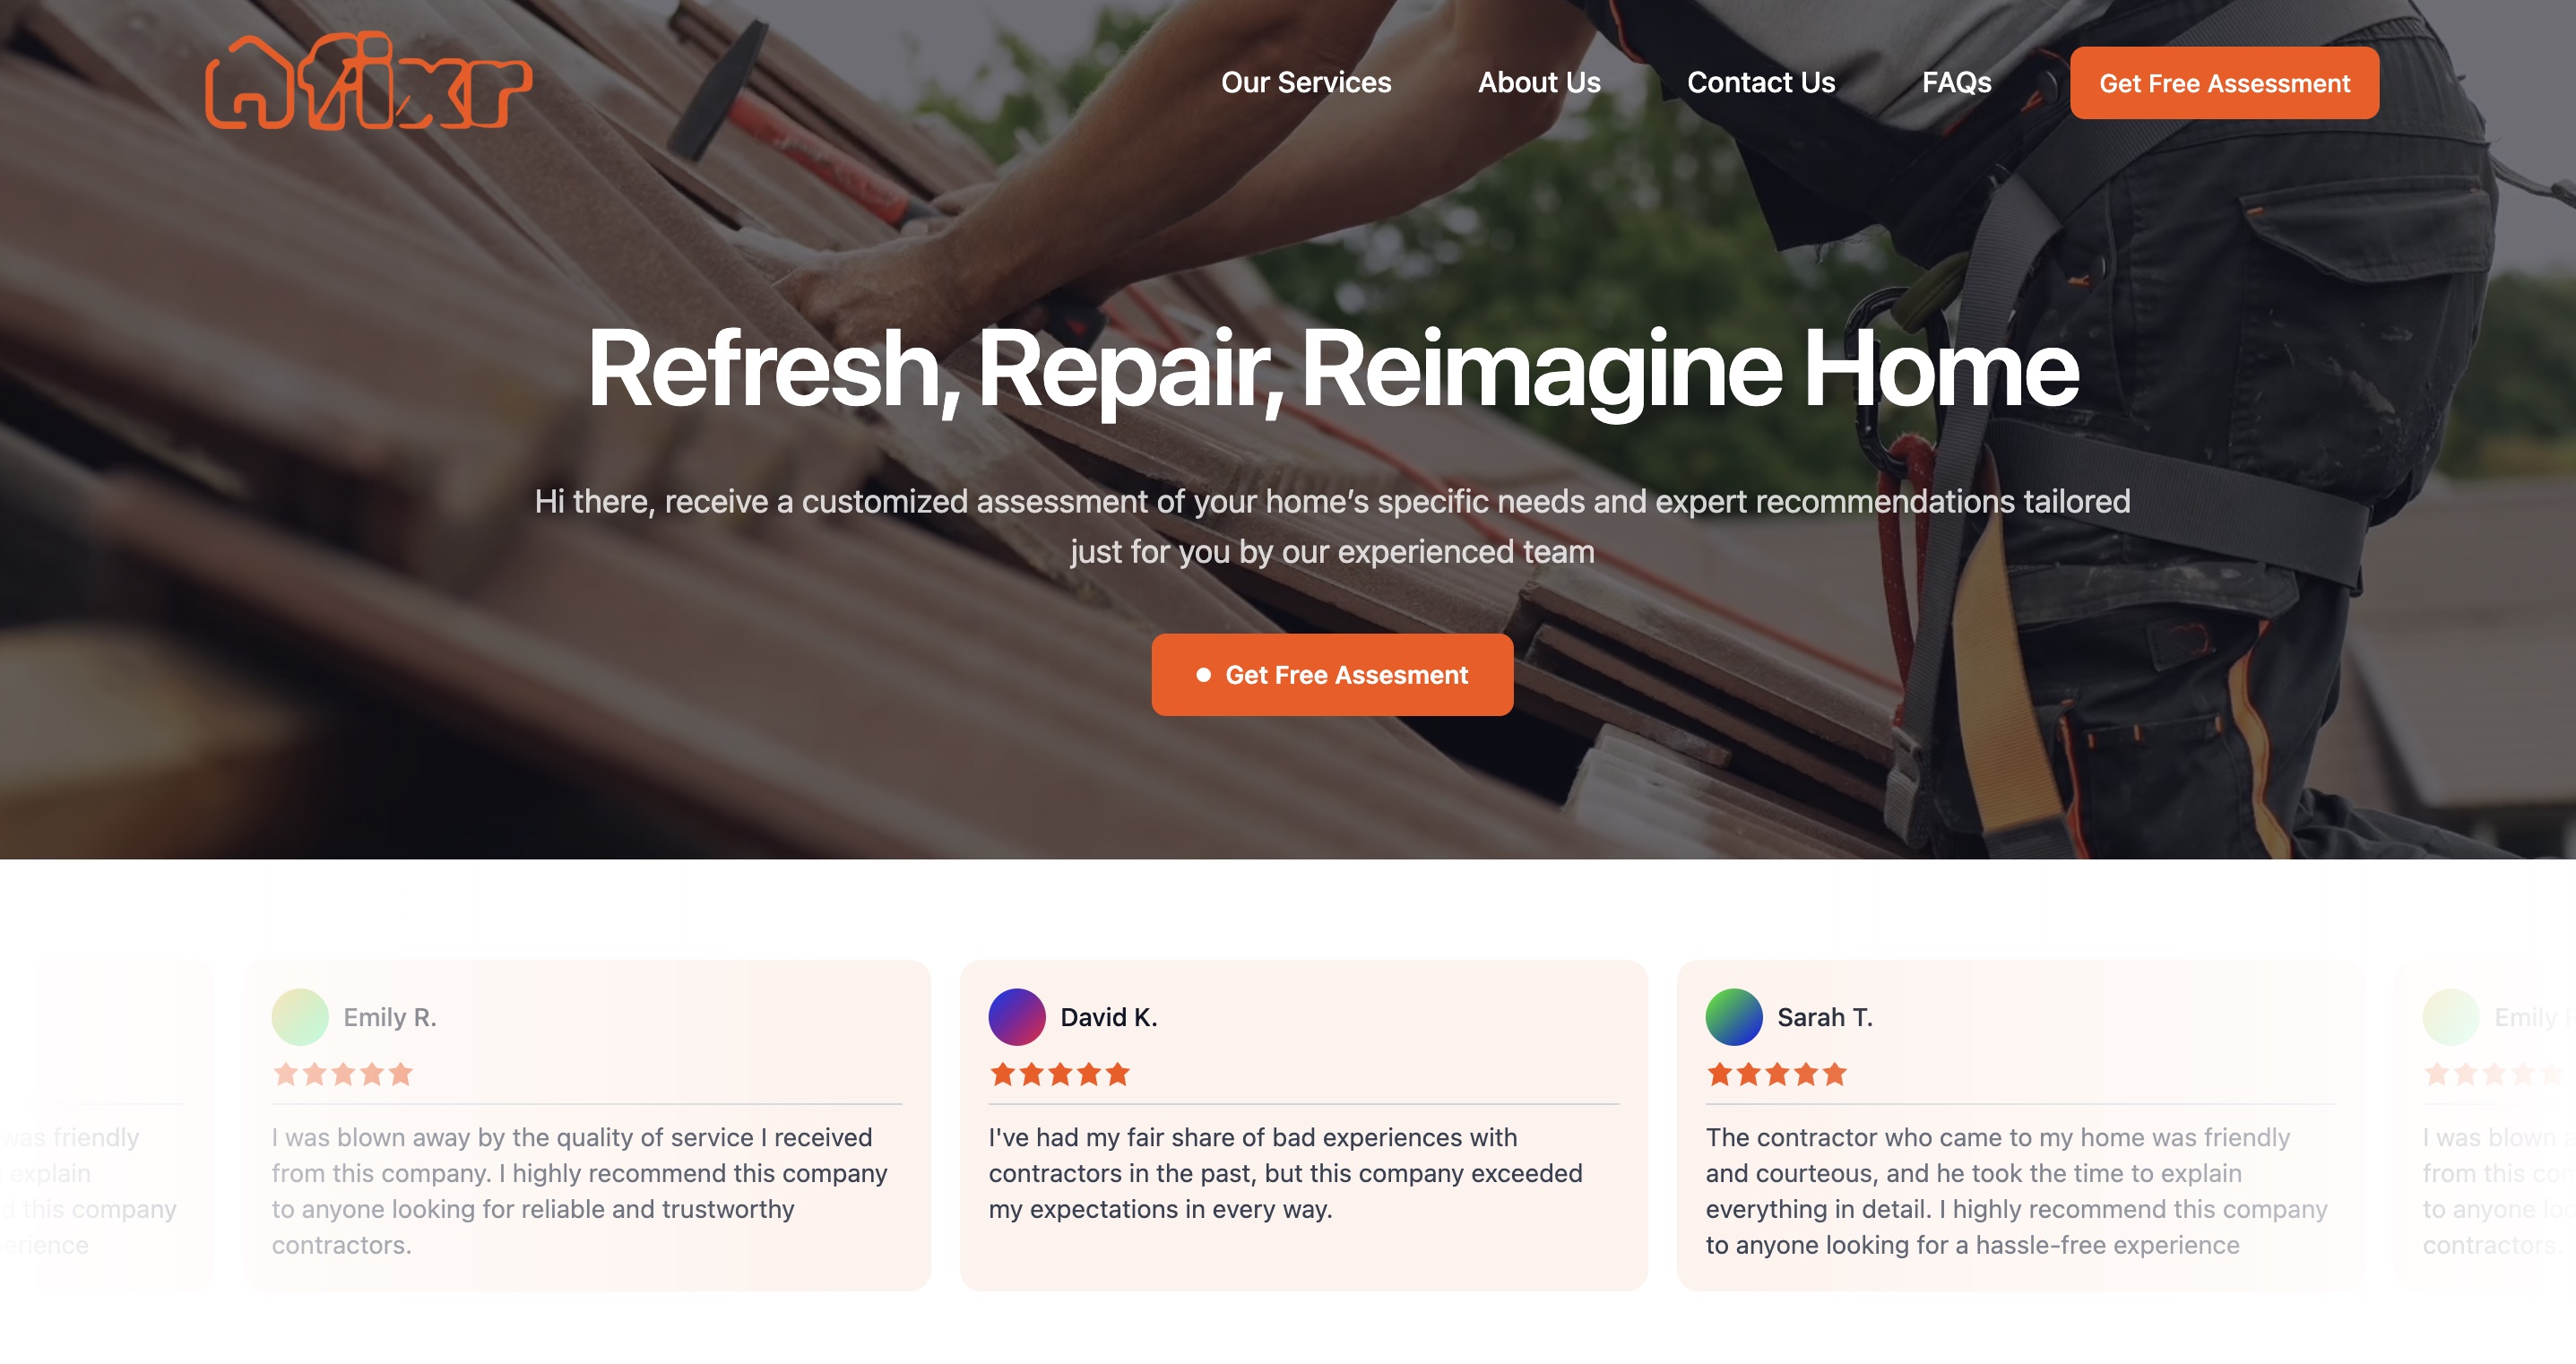 fixr
Our Services
About Us
Contact Us
FAQs
Get Free Assessment
Refresh, Repair, Reimagine Home
Hi there, receive a customized assessment of your home’s specific needs and expert recommendations tailored
just for you by our experienced team
Get Free Assesment
was friendly
explain
this company
Emily R.
I was blown away by the quality of service I received
from this company. I highly recommend this company
to anyone looking for reliable and trustworthy
contractors.
David K.
I've had my fair share of bad experiences with
contractors in the past, but this company exceeded
my expectations in every way.
Sarah T.
The contractor who came to my home was friendly
and courteous, and he took the time to explain
everything in detail. I highly recommend this company
to anyone looking for a hassle-free experience
Emily
I was blown
from this
to anyone
contractors.